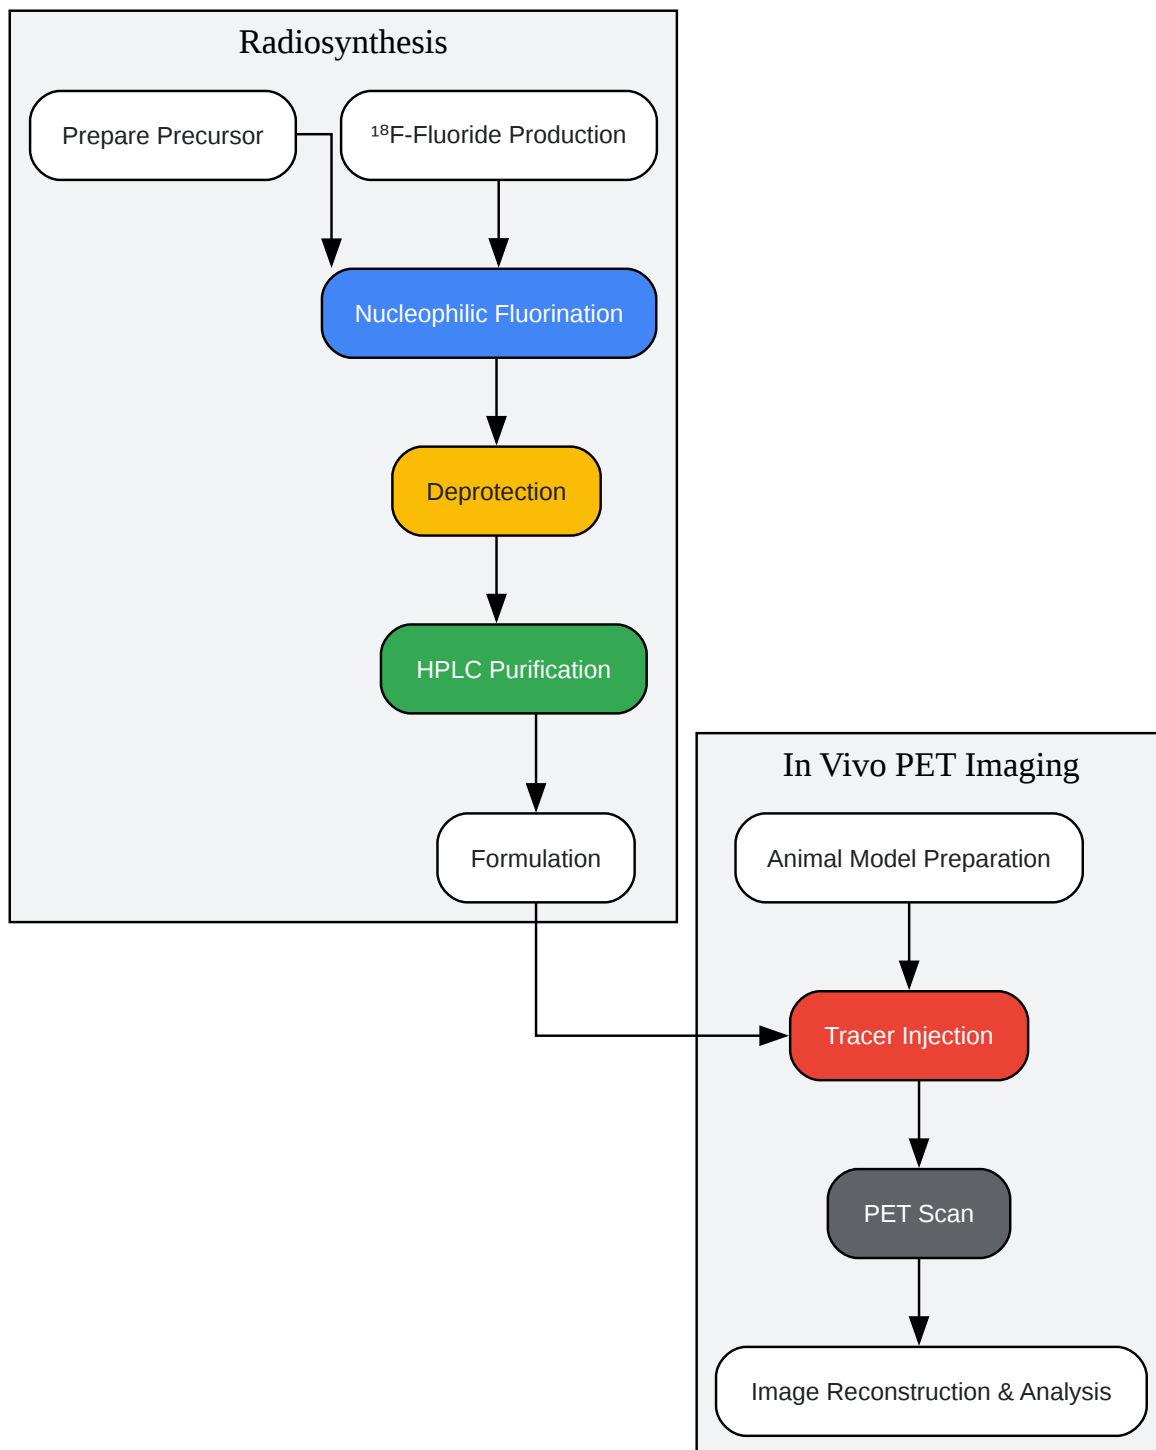 Radiosynthesis
Prepare Precursor
¹⁸F-Fluoride Production
Nucleophilic Fluorination
Deprotection
HPLC Purification
Formulation
In Vivo PET Imaging
Animal Model Preparation
Tracer Injection
PET Scan
Image Reconstruction & Analysis